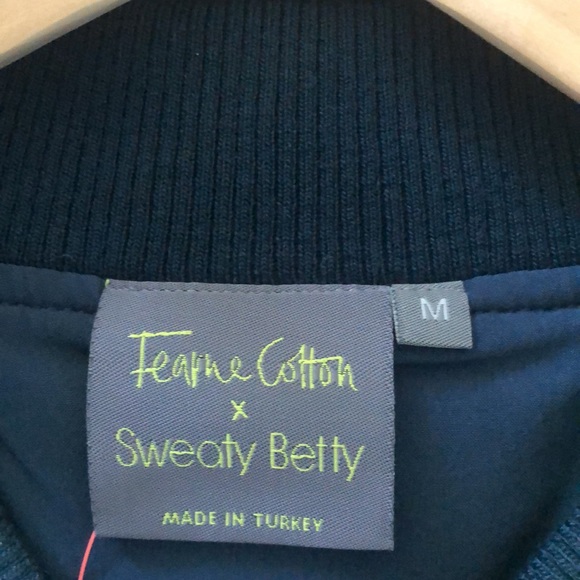 Fearne Cotton
x
Sweaty Betty
MADE IN TURKEY
M